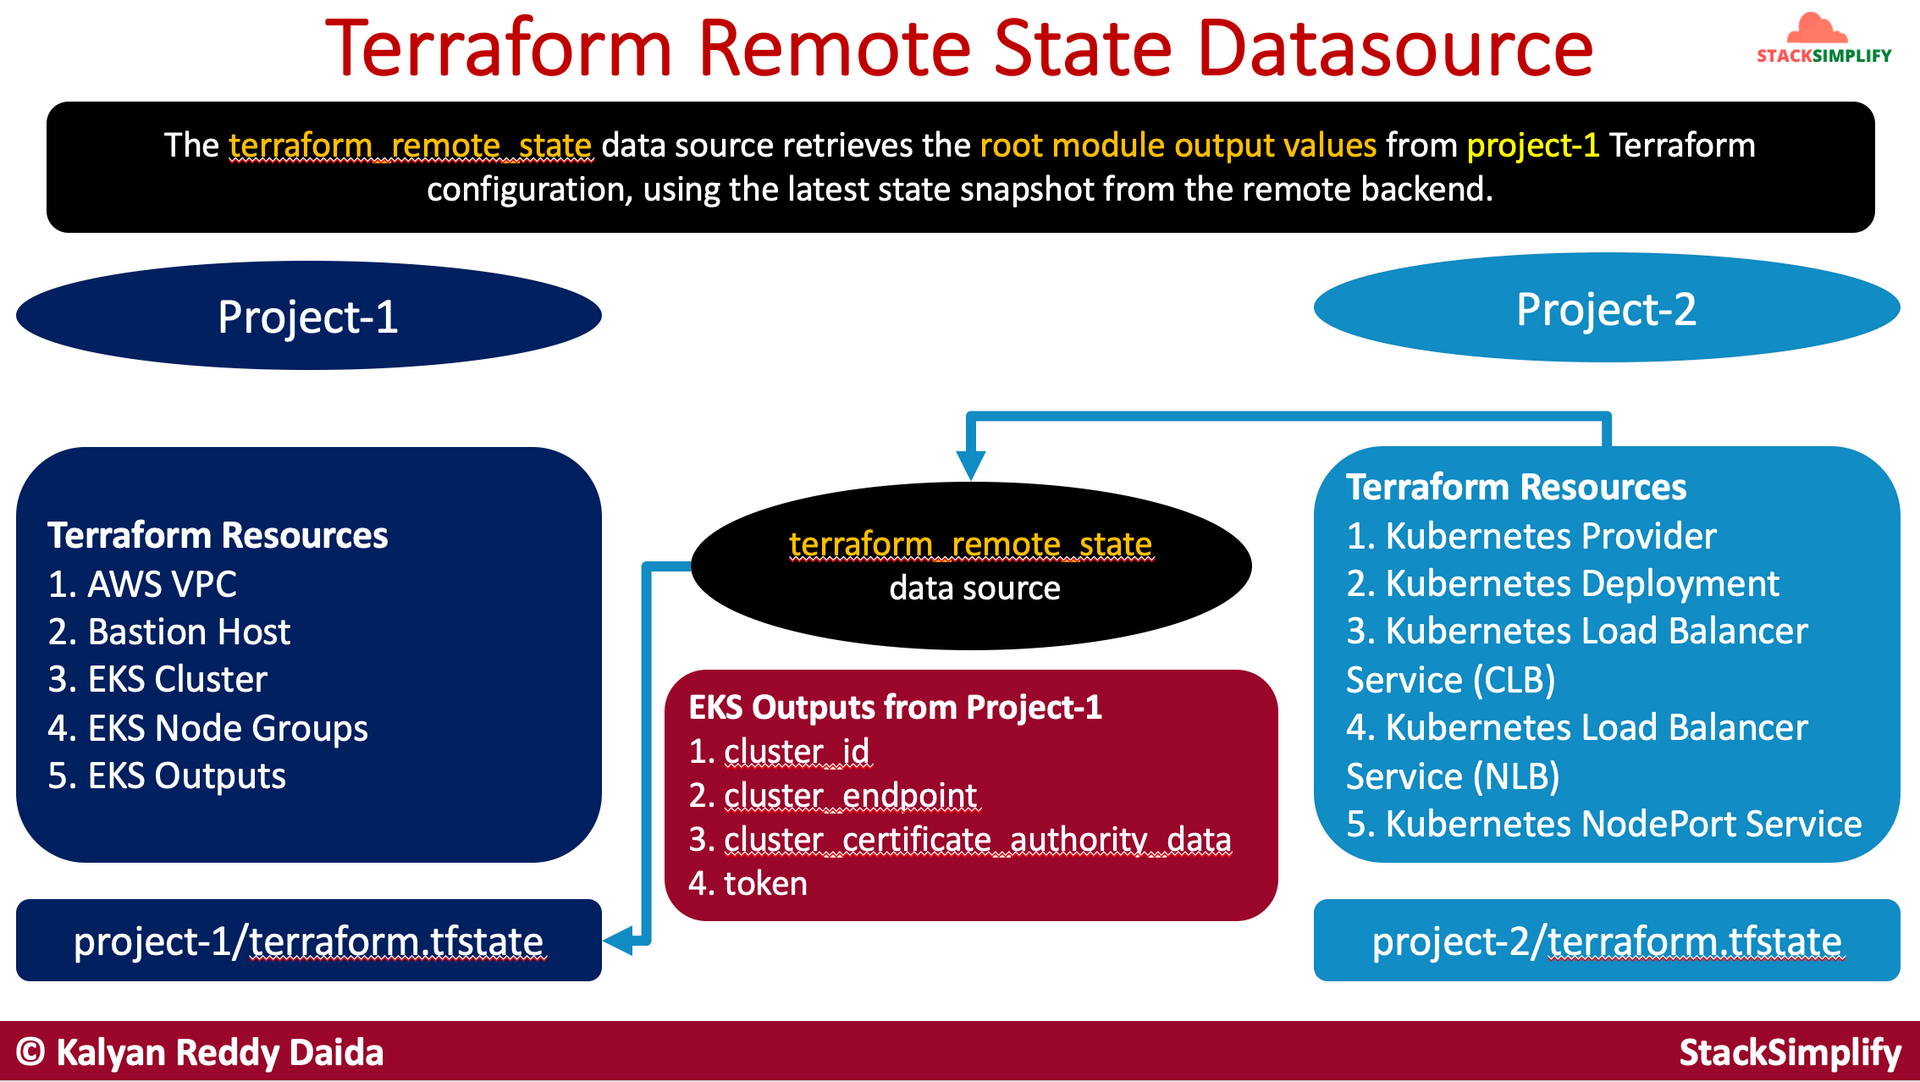 Terraform Remote State Datasource
STACKSIMPLIFY
The terraform_remote_state data source retrieves the root module output values from project-1 Terraform
configuration, using the latest state snapshot from the remote backend.
Project-1
Project-2
Terraform Resources
1. AWS VPC
2. Bastion Host
3. EKS Cluster
4. EKS Node Groups
5. EKS Outputs
terraform_remote_state
data source
EKS Outputs from Project-1
1. cluster_id
2. cluster_endpoint
3. cluster_certificate_authority_data
4. token
Terraform Resources
1. Kubernetes Provider
2. Kubernetes Deployment
3. Kubernetes Load Balancer
Service (CLB)
4. Kubernetes Load Balancer
Service (NLB)
5. Kubernetes NodePort Service
project-1/terraform.tfstate
project-2/terraform.tfstate
© Kalyan Reddy Daida
StackSimplify